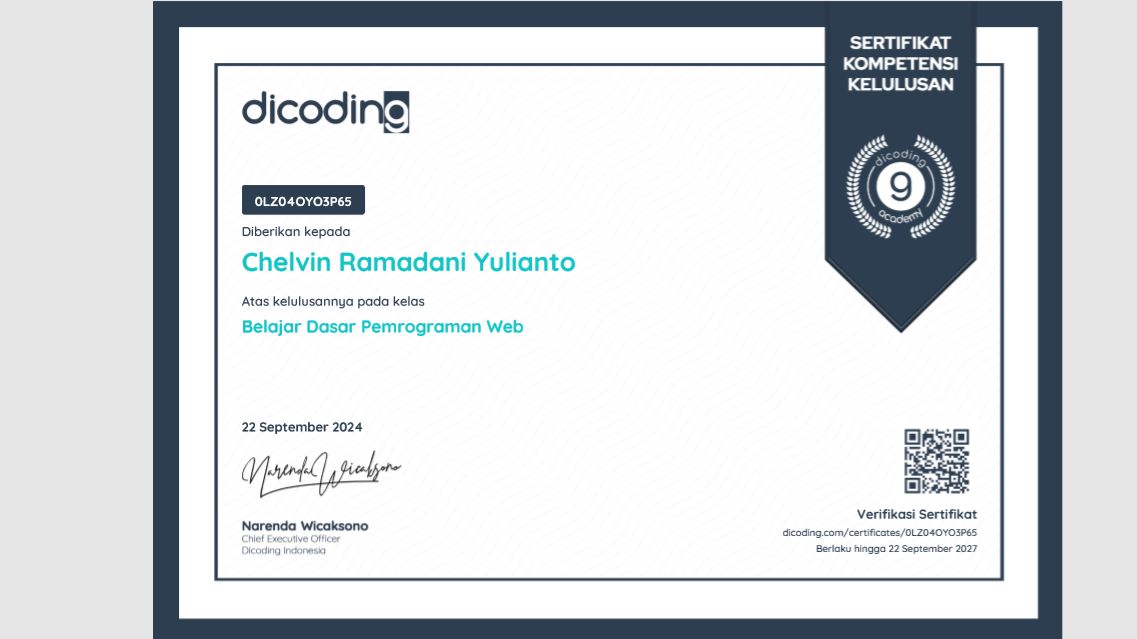 SERTIFIKAT
KOMPETENSI
KELULUSAN
dicoding
dicoding
9
academy
0LZ04OYO3P65
Diberikan kepada
Chelvin Ramadani Yulianto
Atas kelulusannya pada kelas
Belajar Dasar Pemrograman Web
22 September 2024
Narenda Wicaksono
Narenda Wicaksono
Chief Executive Officer
Dicoding Indonesia
Verifikasi Sertifikat
dicoding.com/certificates/0LZ04OYO3P65
Berlaku hingga 22 September 2027